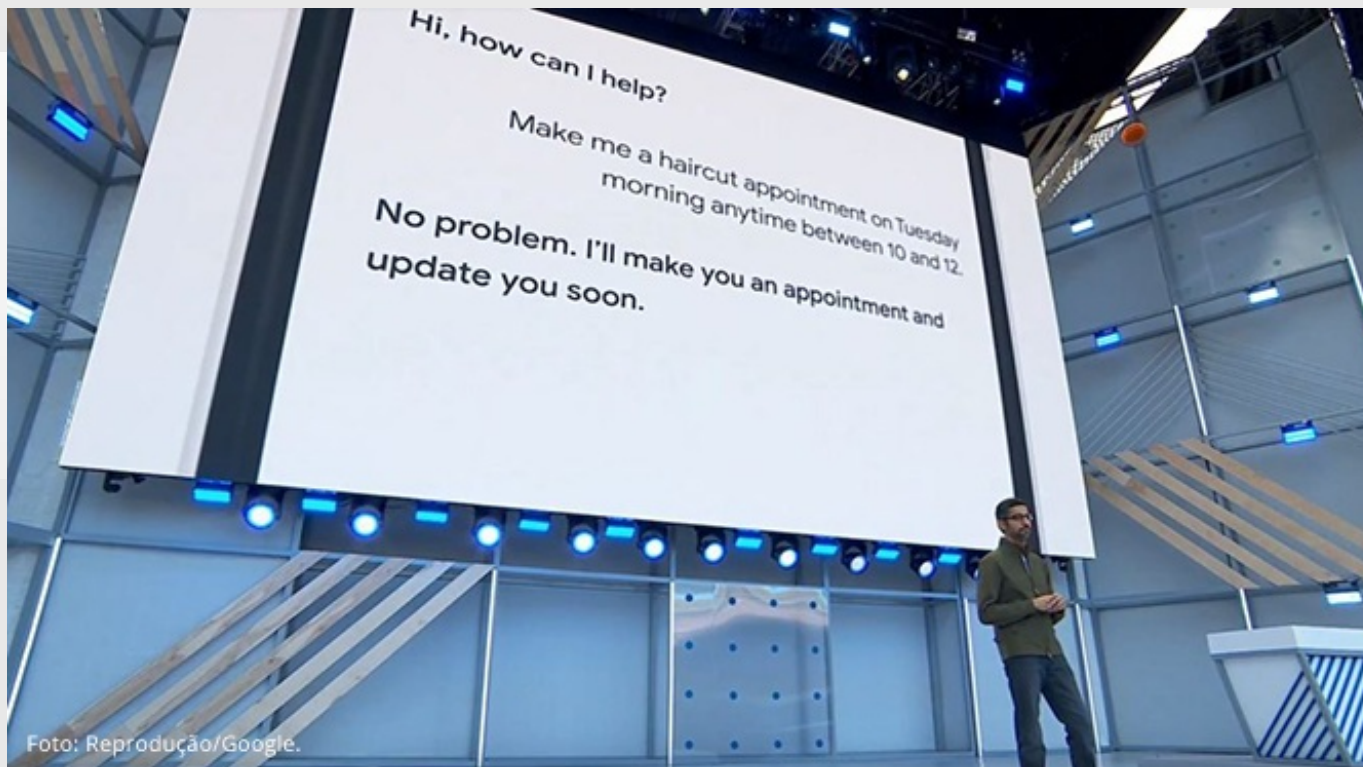 Hi, how can I help?
Make me a haircut appointment on Tuesday
morning anytime between 10 and 12.
No problem. I'll make you an appointment and
update you soon.
Foto: Reprodução/Google.